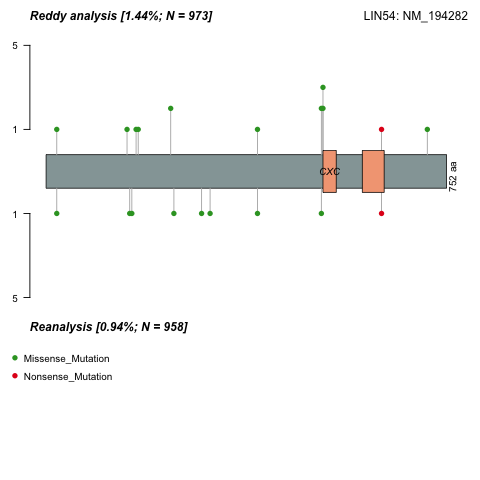 Reddy analysis [1.44%; N = 973]
LIN54: NM_194282
5
1
CXC
752 aa
1
5
Reanalysis [0.94%; N = 958]
Missense_Mutation
Nonsense_Mutation